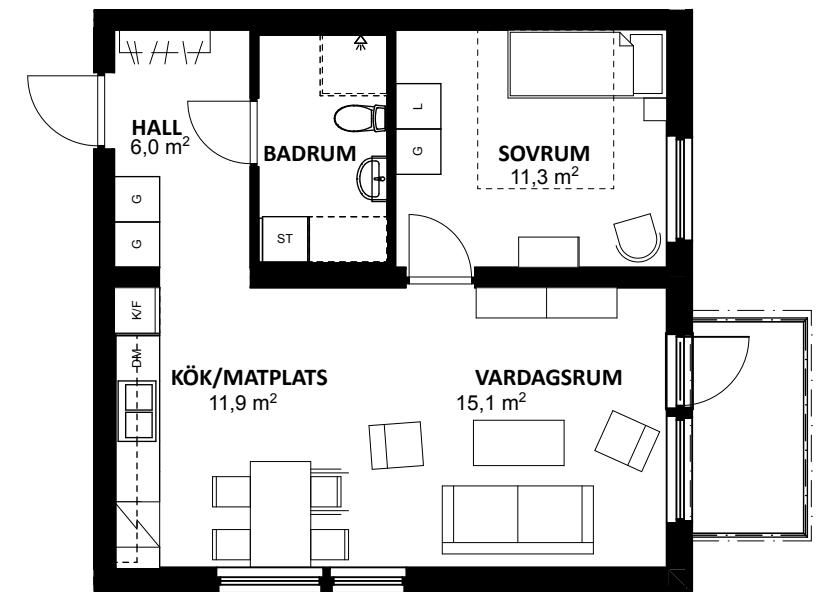 HALL
6,0 m²
BADRUM
SOVRUM
11,3 m²
L
G
G
G
ST
K/F
DM
KÖK/MATPLATS
11,9 m²
VARDAGSRUM
15,1 m²